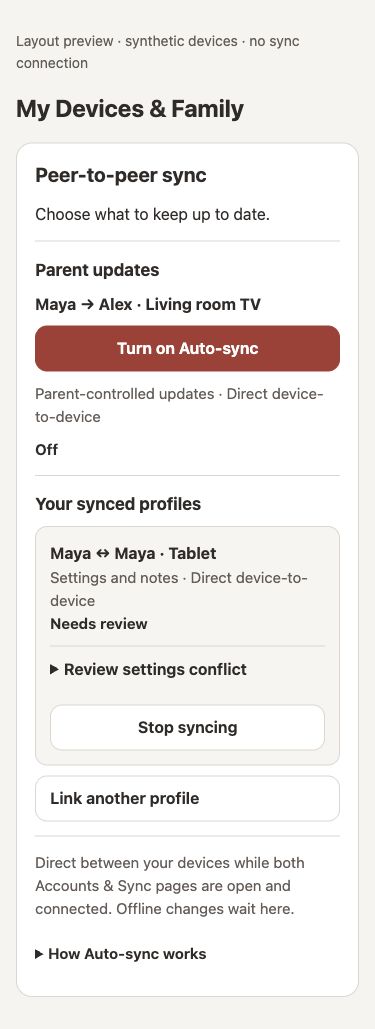 Layout preview · synthetic devices · no sync
connection
My Devices & Family
Peer-to-peer sync
Choose what to keep up to date.
Parent updates
Maya → Alex · Living room TV
Turn on Auto-sync
Parent-controlled updates · Direct device-
to-device
Off
Your synced profiles
Maya ↔ Maya · Tablet
Settings and notes · Direct device-to-
device
Needs review
▶ Review settings conflict
Stop syncing
Link another profile
Direct between your devices while both
Accounts & Sync pages are open and
connected. Offline changes wait here.
▶ How Auto-sync works